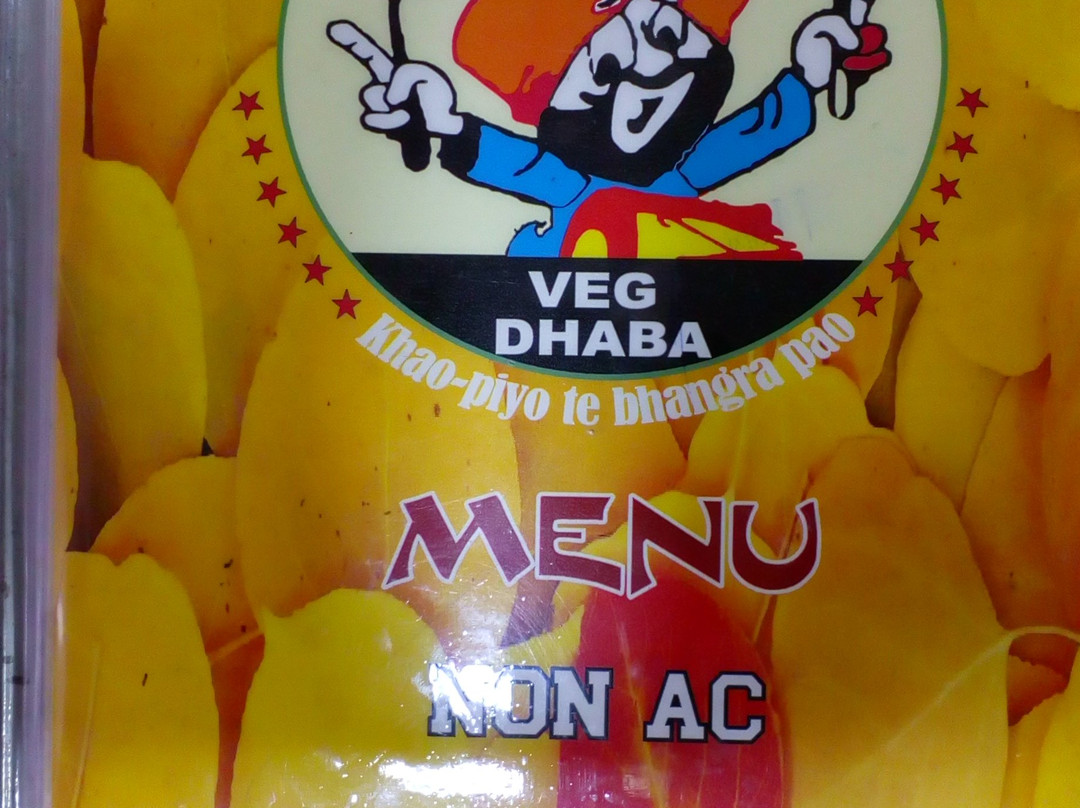 VEG
DHABA
Khao-piyo te bhangra pao
MENU
NON AC